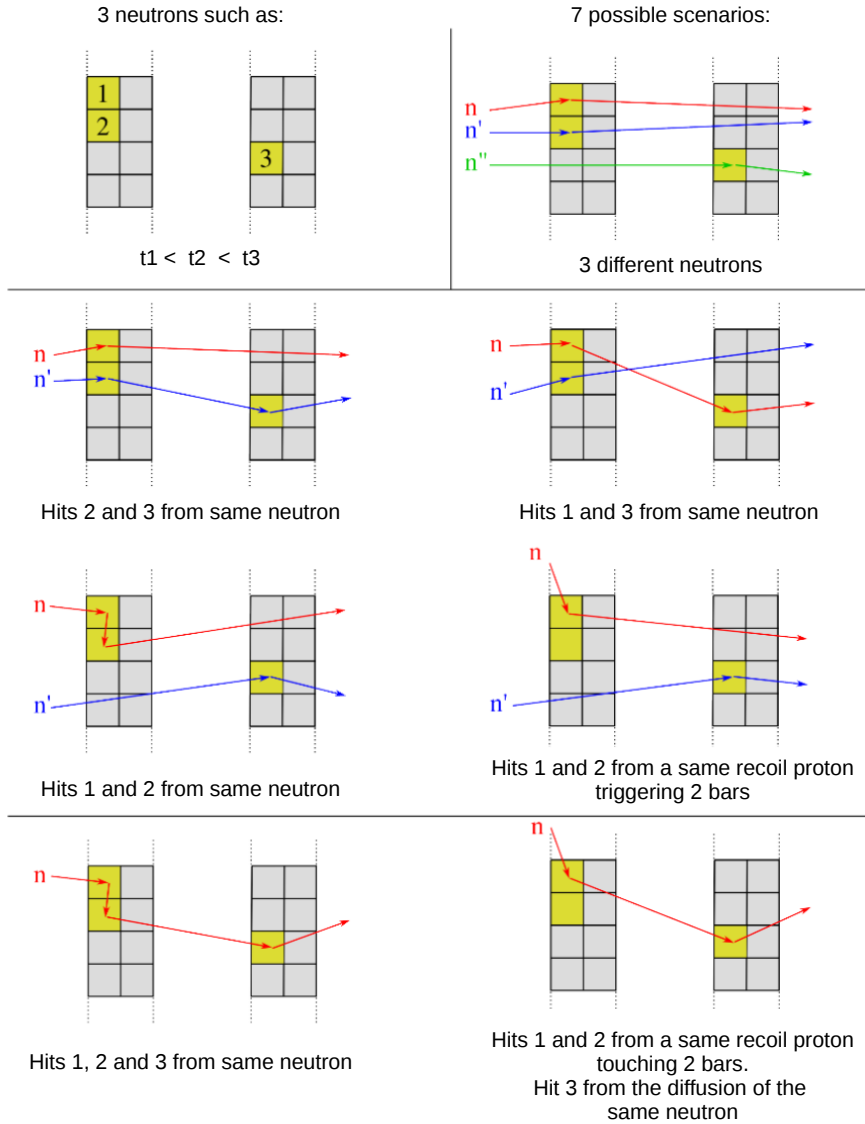 3 neutrons such as:
7 possible scenarios:
1
2
3
t1 < t2 < t3
n
n'
n"
3 different neutrons
n
n'
Hits 2 and 3 from same neutron
n
n'
Hits 1 and 3 from same neutron
n
n'
Hits 1 and 2 from same neutron
n
n'
Hits 1 and 2 from a same recoil proton
triggering 2 bars
n
Hits 1, 2 and 3 from same neutron
n
Hits 1 and 2 from a same recoil proton
touching 2 bars.
Hit 3 from the diffusion of the
same neutron